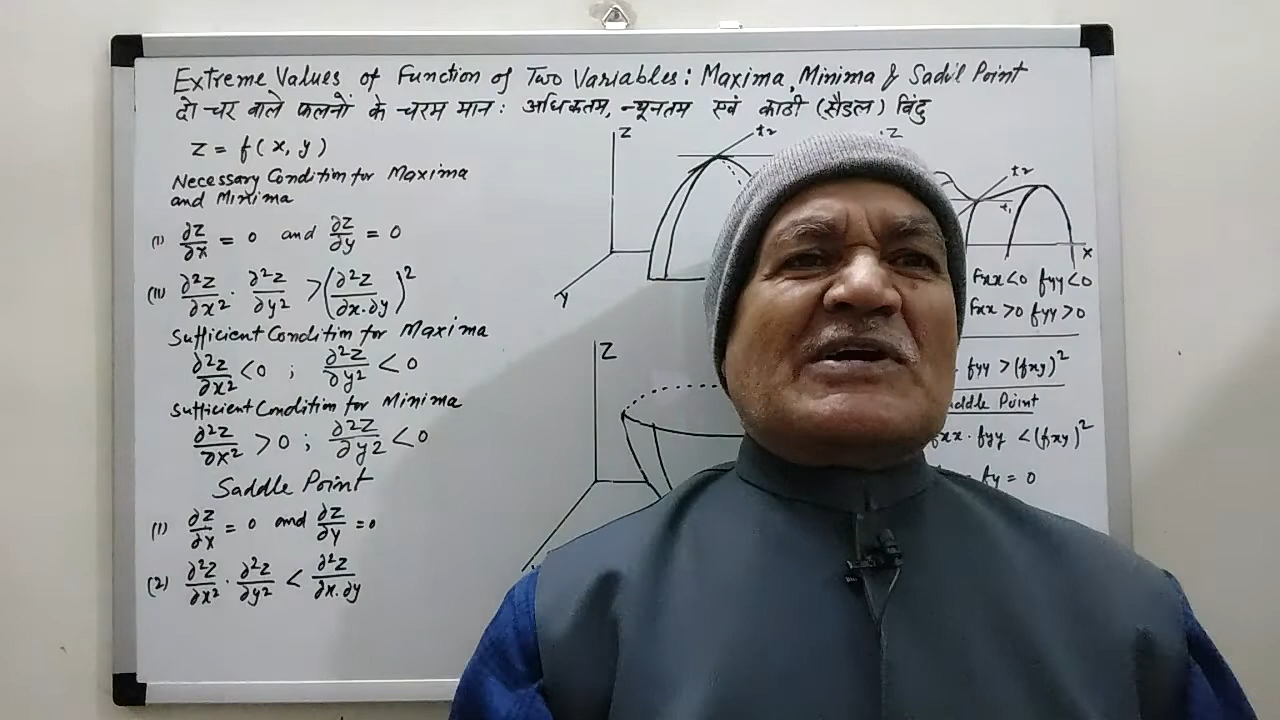 Extreme Values of Function of Two Variables: Maxima, Minima & Sadil Point
दो चर वाले फलनों के चरम मान: अधिकतम, न्यूनतम एवं काठी (सैडल) बिंदु
z = f(x, y)
Necessary Condition for Maxima
and Minima
(i) ∂z/∂x = 0 and ∂z/∂y = 0
(ii) ∂²z/∂x² . ∂²z/∂y² > (∂²z/∂x.∂y)²
Sufficient Condition for Maxima
∂²z/∂x² < 0 ; ∂²z/∂y² < 0
Sufficient Condition for Minima
∂²z/∂x² > 0 ; ∂²z/∂y2 < 0
Saddle Point
(1) ∂z/∂x = 0 and ∂z/∂y = 0
(2) ∂²z/∂x² . ∂²z/∂y² < ∂²z/∂x.∂y
Z
t2
Y
Z
Z
t2
t1
X
Fxx<0 fyy<0
Fxx >0 fyy >0
. fyy > (fxy)²
Point
fxx. fyy < (fxy)²
= fy = 0